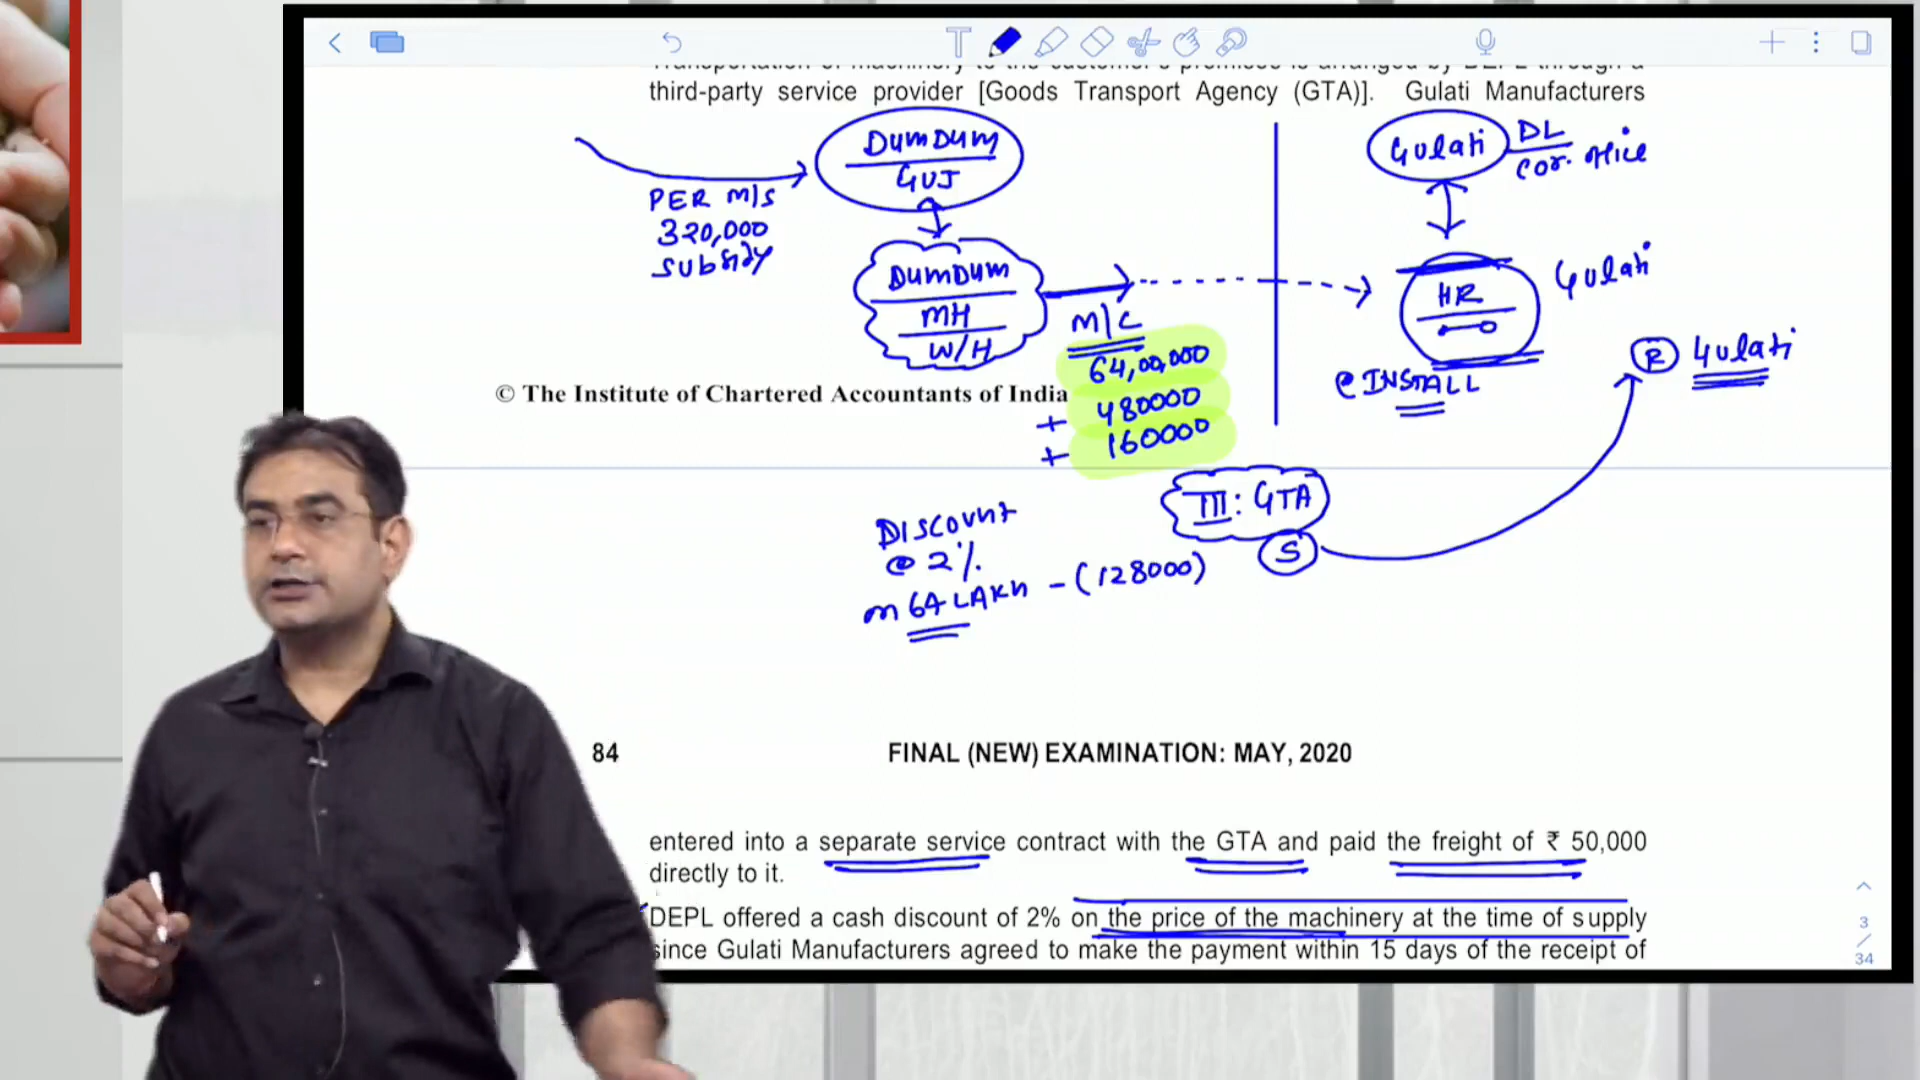 third-party service provider [Goods Transport Agency (GTA)]. Gulati Manufacturers
DUMDUM
GUJ
PER M/S
320,000
subsidy
Gulati
DL
cor. office
DUMDUM
MH
W/H
M/C
64,00,000
+ 480000
+ 160000
HR
Gulati
@ INSTALL
R Gulati
© The Institute of Chartered Accountants of India
III: GTA
S
DISCOUNT
@ 2%
on 64 LAKH - (128000)
84
FINAL (NEW) EXAMINATION: MAY, 2020
entered into a separate service contract with the GTA and paid the freight of ₹ 50,000
directly to it.
DEPL offered a cash discount of 2% on the price of the machinery at the time of supply
since Gulati Manufacturers agreed to make the payment within 15 days of the receipt of
3
/
34